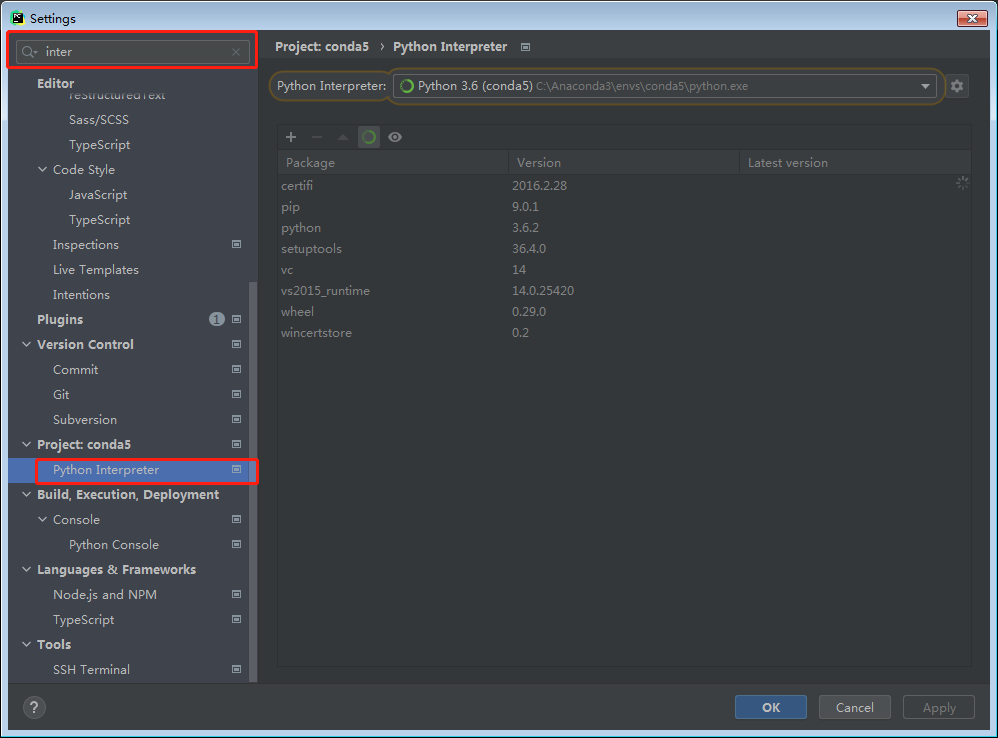 Settings
inter
Editor
reStructuredText
Sass/SCSS
TypeScript
Code Style
JavaScript
TypeScript
Inspections
Live Templates
Intentions
Plugins 1
Version Control
Commit
Git
Subversion
Project: conda5
Python Interpreter
Build, Execution, Deployment
Console
Python Console
Languages & Frameworks
Node.js and NPM
TypeScript
Tools
SSH Terminal
Project: conda5 › Python Interpreter
Python Interpreter: Python 3.6 (conda5) C:\Anaconda3\envs\conda5\python.exe
Package Version Latest version
certifi 2016.2.28
pip 9.0.1
python 3.6.2
setuptools 36.4.0
vc 14
vs2015_runtime 14.0.25420
wheel 0.29.0
wincertstore 0.2
? OK Cancel Apply